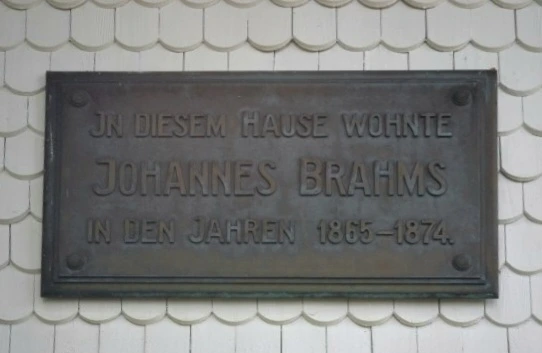 JN DIESEM HAUSE WOHNTE
JOHANNES BRAHMS
IN DEN JAHREN 1865–1874.